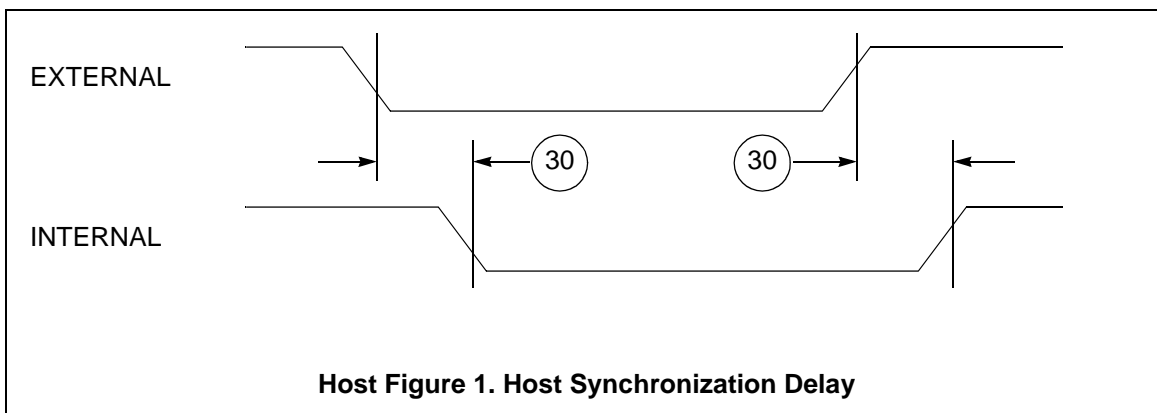 EXTERNAL
30 30
INTERNAL
Host Figure 1. Host Synchronization Delay